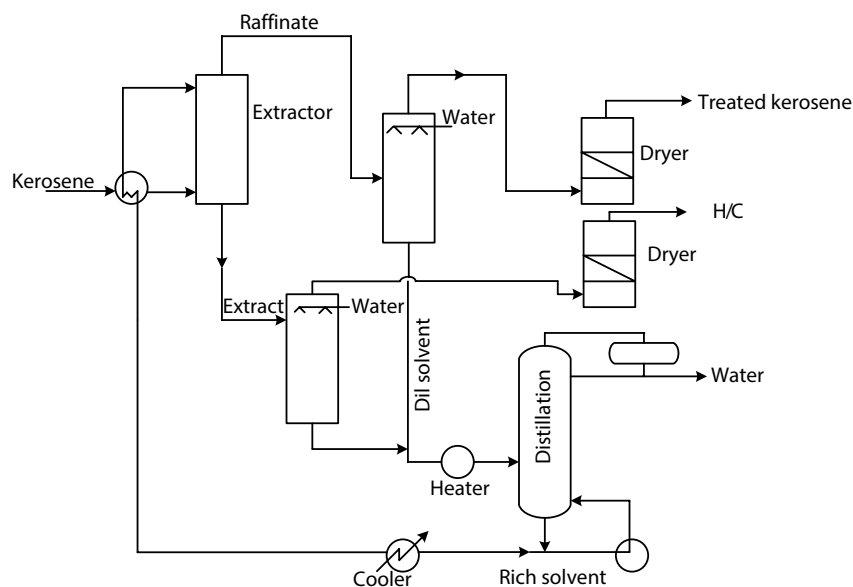 Raffinate
Extractor
Water
Treated kerosene
Dryer
Kerosene
H/C
Dryer
Extract
Water
Dil solvent
Distillation
Water
Heater
Cooler
Rich solvent